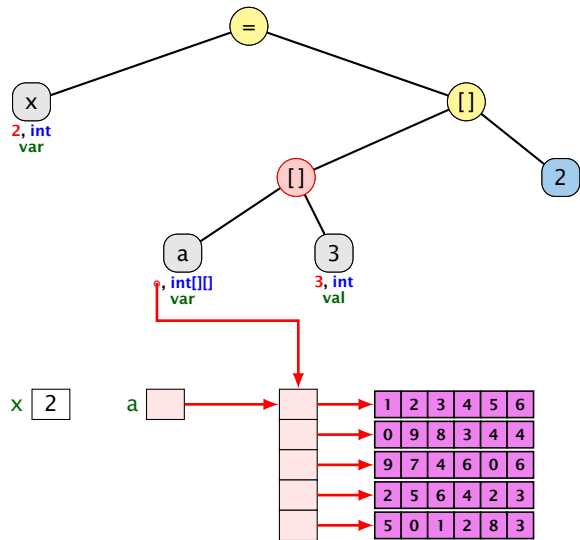 =
x
[]
2, int
var
[]
2
a
3
, int[][]
var
3, int
val
x 2
a
1 2 3 4 5 6
0 9 8 3 4 4
9 7 4 6 0 6
2 5 6 4 2 3
5 0 1 2 8 3